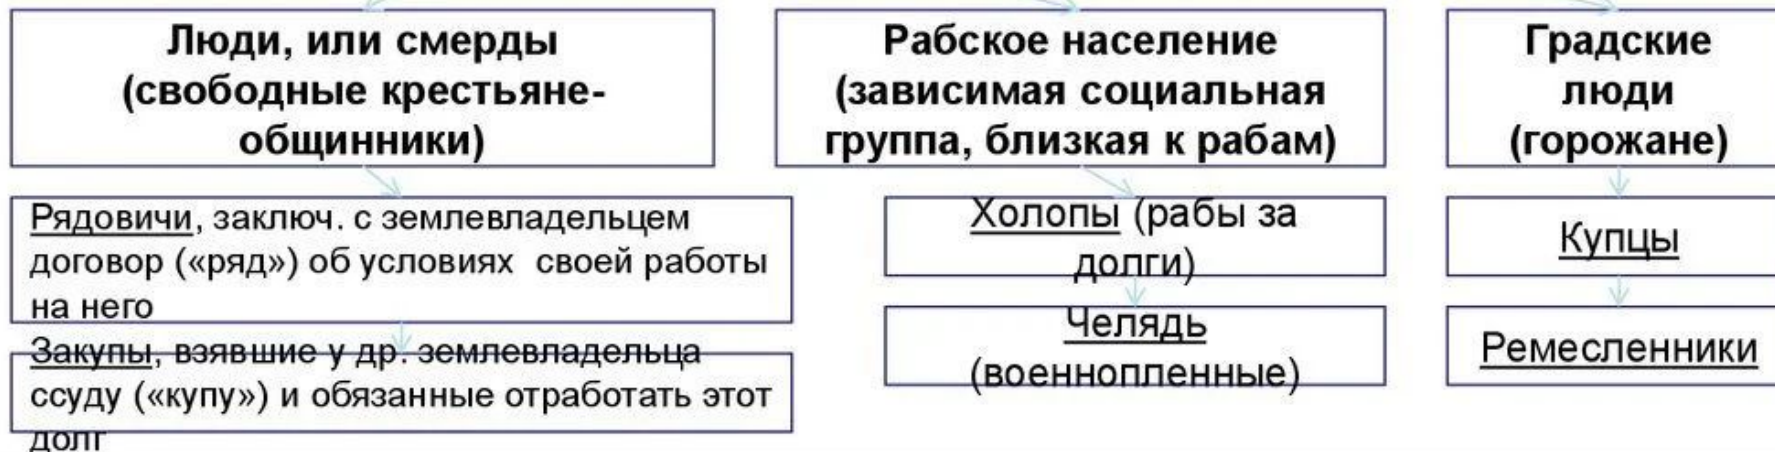 Люди, или смерды
(свободные крестьяне-
общинники)
Рядовичи, заключ. с землевладельцем
договор («ряд») об условиях своей работы
на него
Закупы, взявшие у др. землевладельца
ссуду («купу») и обязанные отработать этот
долг
Рабское население
(зависимая социальная
группа, близкая к рабам)
Холопы (рабы за
долги)
Челядь
(военнопленные)
Градские
люди
(горожане)
Купцы
Ремесленники